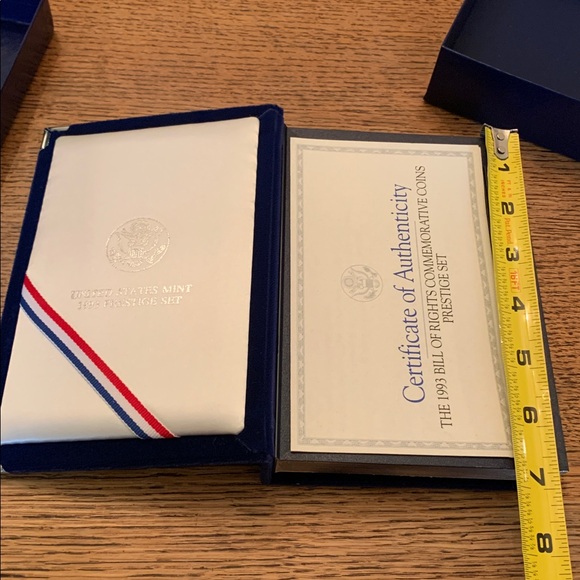 UNITED STATES MINT
PRESTIGE SET
Certificate of Authenticity
THE 1993 BILL OF RIGHTS COMMEMORATIVE COINS
PRESTIGE SET
1
2
3
4
5
6
7
8